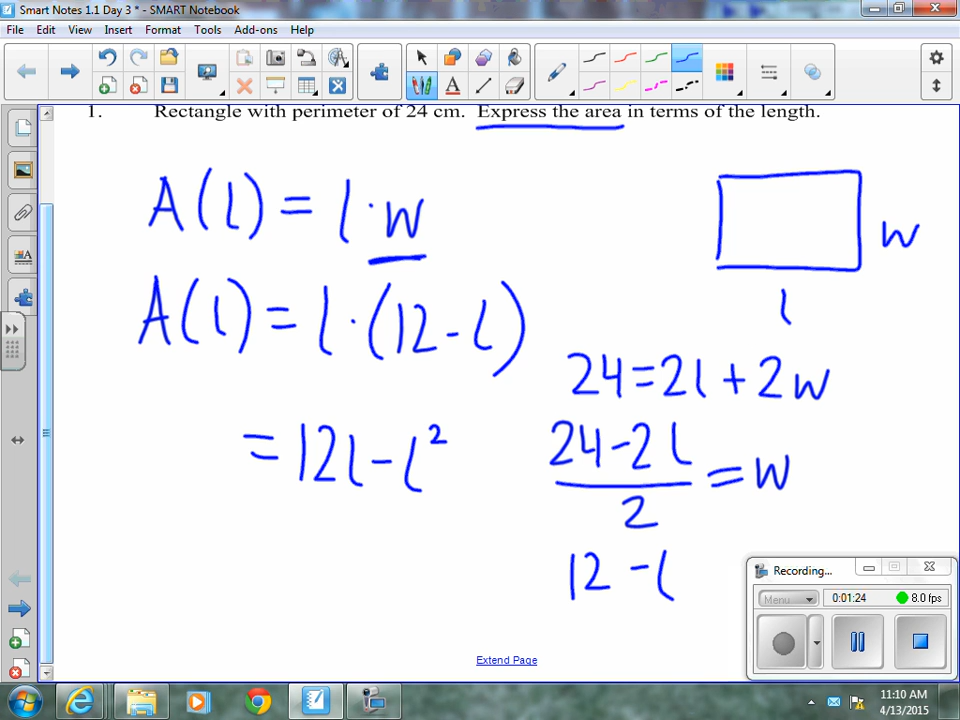 Smart Notes 1.1 Day 3 * - SMART Notebook
File Edit View Insert Format Tools Add-ons Help
1. Rectangle with perimeter of 24 cm. Express the area in terms of the length.
A(l) = l · w
w
l
A(l) = l · (12 - l)
24 = 2l + 2w
= 12l - l²
24 - 2l / 2 = w
12 - l
Recording...
Menu 0:01:24 8.0 fps
Extend Page
11:10 AM
4/13/2015